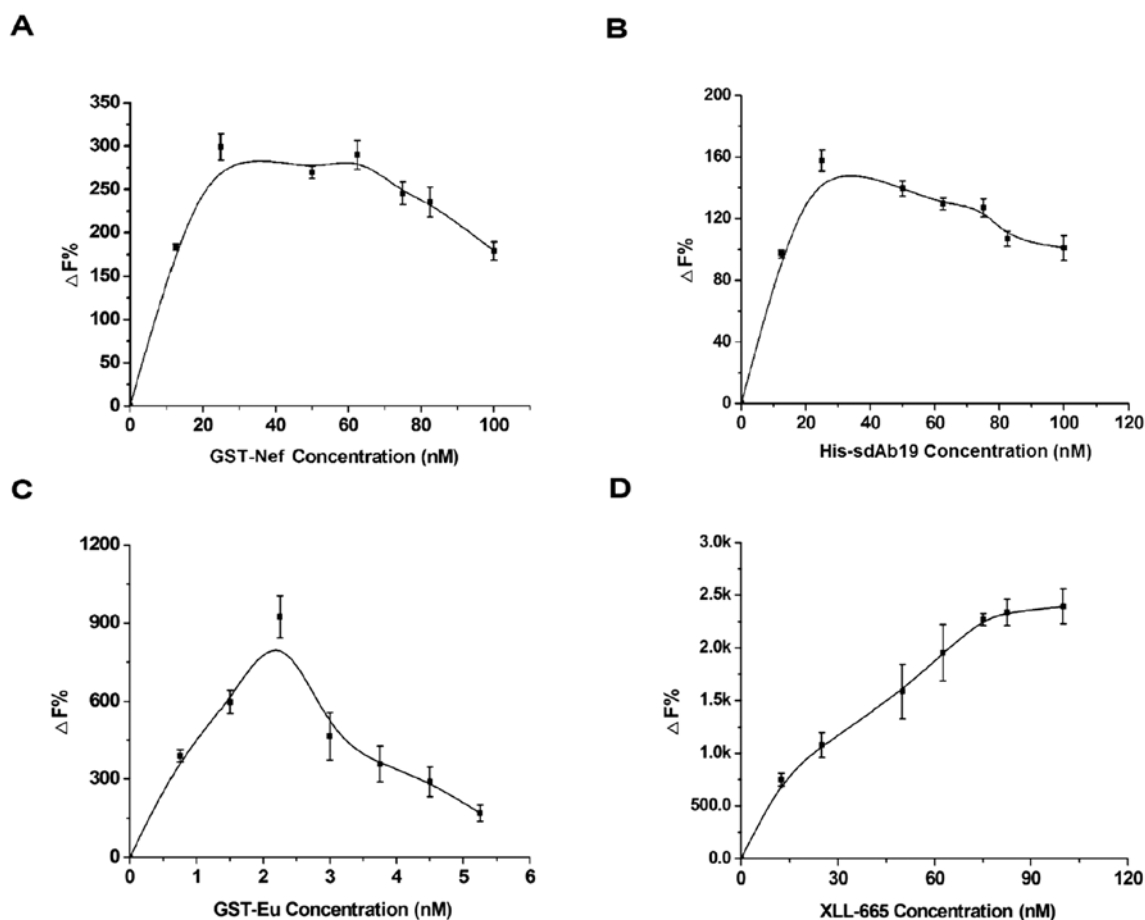 A
350
300
250
200
150
100
50
0
△ F%
0 20 40 60 80 100
GST-Nef Concentration (nM)
B
200
160
120
80
40
0
△ F%
0 20 40 60 80 100 120
His-sdAb19 Concentration (nM)
C
1200
900
600
300
0
△ F%
0 1 2 3 4 5 6
GST-Eu Concentration (nM)
D
3.0k
2.5k
2.0k
1.5k
1.0k
500.0
0.0
△ F%
0 30 60 90 120
XLL-665 Concentration (nM)